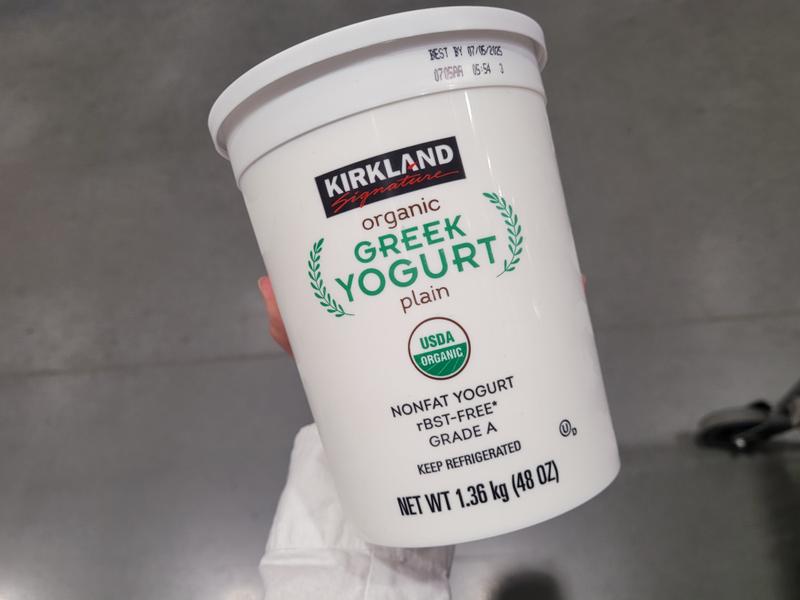 BEST BY 07/05/2025
0705AA 05:54 3
KIRKLAND
Signature
organic
GREEK
YOGURT
plain
USDA
ORGANIC
NONFAT YOGURT
rBST-FREE*
GRADE A
U D
KEEP REFRIGERATED
NET WT 1.36 kg (48 OZ)